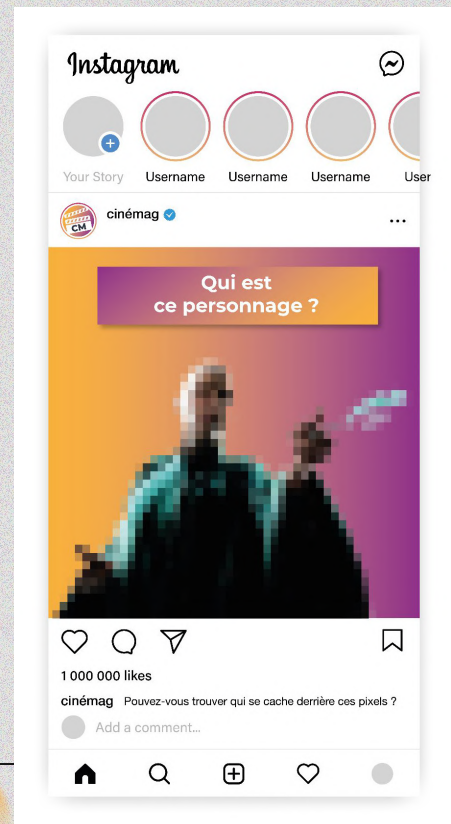 Instagram
Your Story Username Username Username User
CM
cinémag
Qui est
ce personnage ?
1 000 000 likes
cinémag Pouvez-vous trouver qui se cache derrière ces pixels ?
Add a comment...